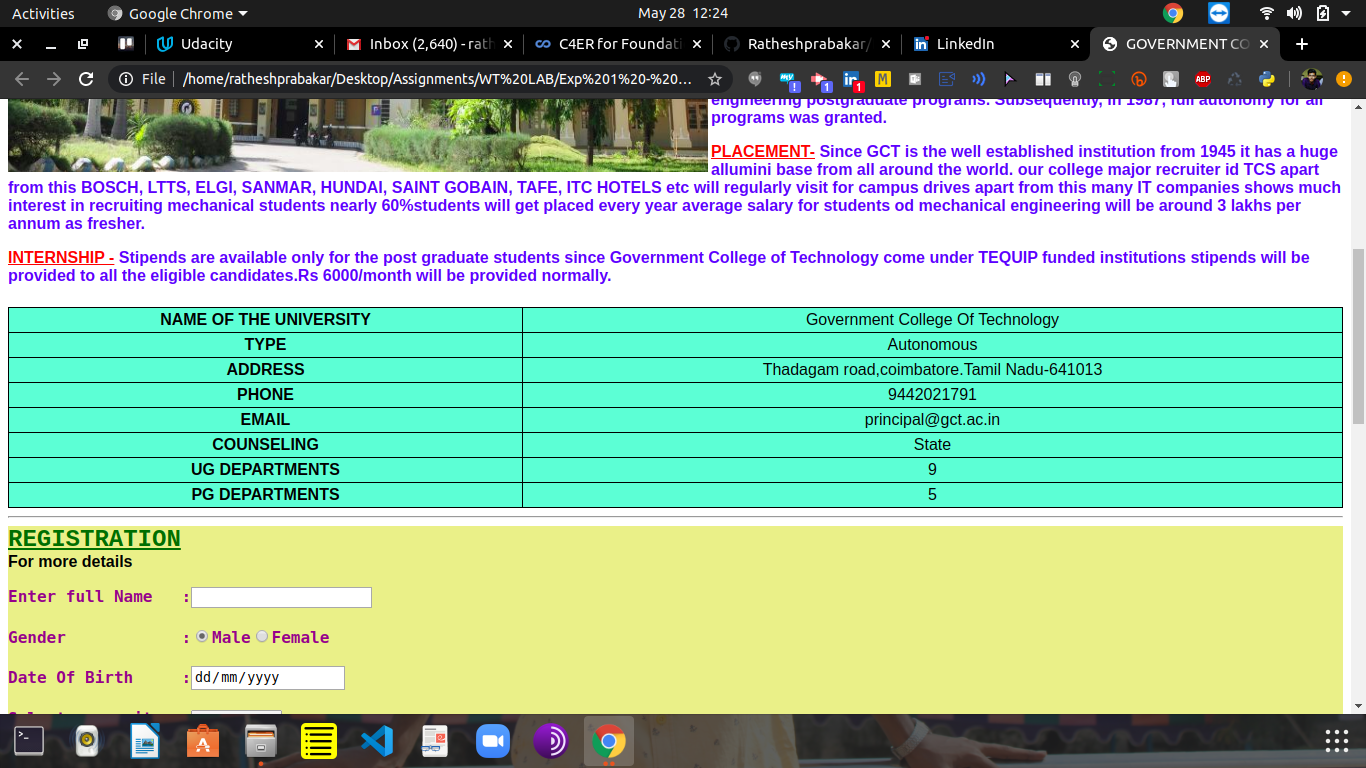 Activities
Google Chrome
May 28 12:24
Udacity
Inbox (2,640) - rath
C4ER for Foundati
Ratheshprabakar/
LinkedIn
GOVERNMENT CO
File
/home/ratheshprabakar/Desktop/Assignments/WT%20LAB/Exp%201%20-%20...
engineering postgraduate programs. Subsequently, in 1987, full autonomy for all
programs was granted.
PLACEMENT- Since GCT is the well established institution from 1945 it has a huge
allumini base from all around the world. our college major recruiter id TCS apart
from this BOSCH, LTTS, ELGI, SANMAR, HUNDAI, SAINT GOBAIN, TAFE, ITC HOTELS etc will regularly visit for campus drives apart from this many IT companies shows much
interest in recruiting mechanical students nearly 60%students will get placed every year average salary for students od mechanical engineering will be around 3 lakhs per
annum as fresher.
INTERNSHIP - Stipends are available only for the post graduate students since Government College of Technology come under TEQUIP funded institutions stipends will be
provided to all the eligible candidates.Rs 6000/month will be provided normally.
NAME OF THE UNIVERSITY Government College Of Technology
TYPE Autonomous
ADDRESS Thadagam road,coimbatore.Tamil Nadu-641013
PHONE 9442021791
EMAIL principal@gct.ac.in
COUNSELING State
UG DEPARTMENTS 9
PG DEPARTMENTS 5
REGISTRATION
For more details
Enter full Name :
Gender : Male Female
Date Of Birth : dd/mm/yyyy